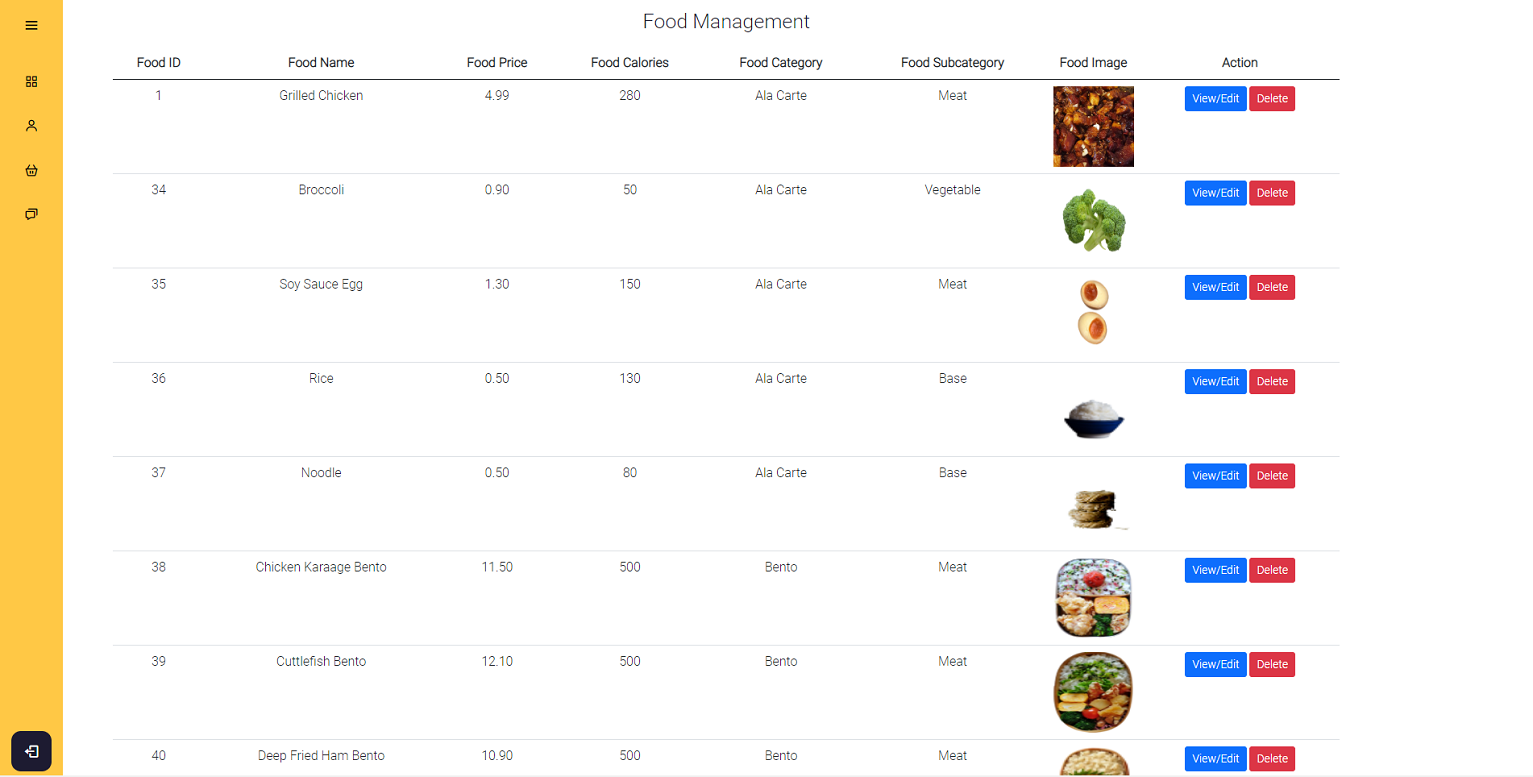 Food Management
Food ID Food Name Food Price Food Calories Food Category Food Subcategory Food Image Action
1 Grilled Chicken 4.99 280 Ala Carte Meat View/Edit Delete
34 Broccoli 0.90 50 Ala Carte Vegetable View/Edit Delete
35 Soy Sauce Egg 1.30 150 Ala Carte Meat View/Edit Delete
36 Rice 0.50 130 Ala Carte Base View/Edit Delete
37 Noodle 0.50 80 Ala Carte Base View/Edit Delete
38 Chicken Karaage Bento 11.50 500 Bento Meat View/Edit Delete
39 Cuttlefish Bento 12.10 500 Bento Meat View/Edit Delete
40 Deep Fried Ham Bento 10.90 500 Bento Meat View/Edit Delete